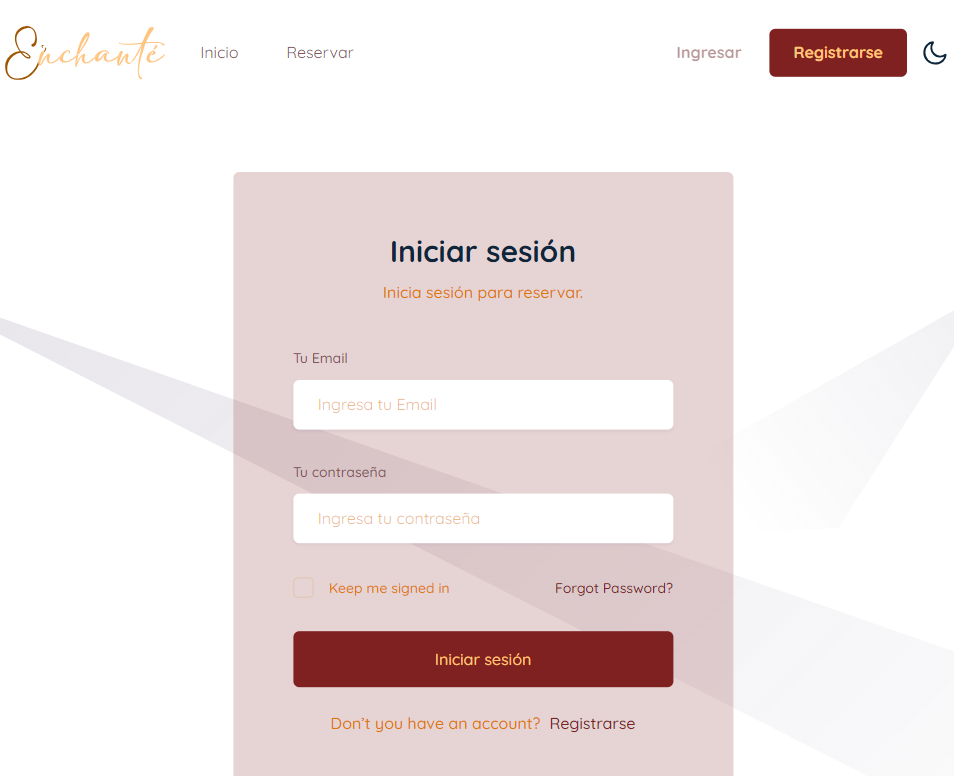 Enchanté
Inicio Reservar Ingresar Registrarse
Iniciar sesión
Inicia sesión para reservar.
Tu Email
Ingresa tu Email
Tu contraseña
Ingresa tu contraseña
Keep me signed in Forgot Password?
Iniciar sesión
Don't you have an account? Registrarse